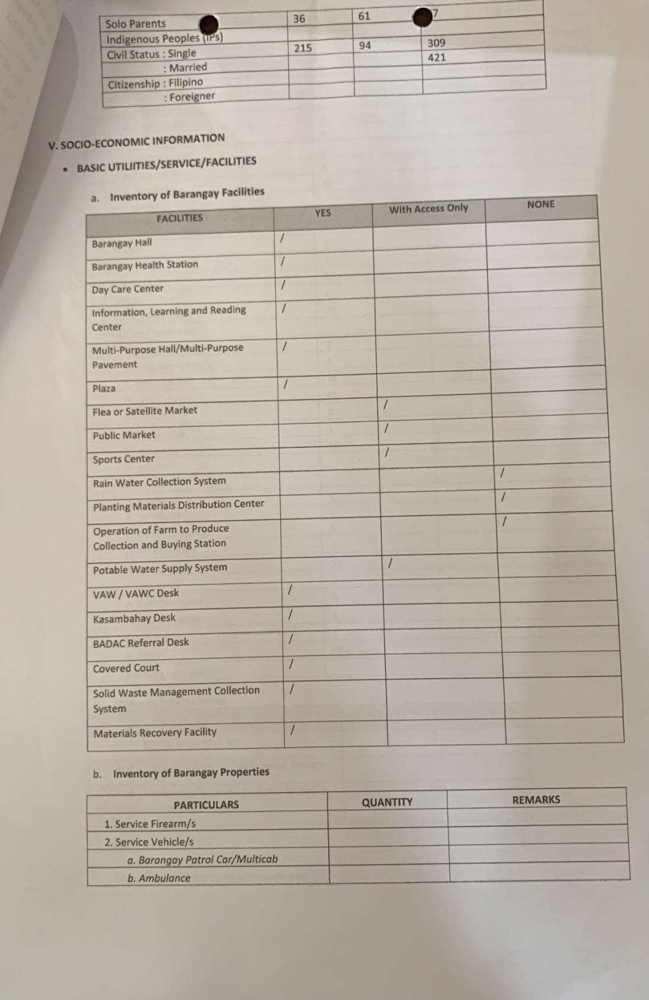 Solo Parents 36 61 7
Indigenous Peoples (IPs)
Civil Status : Single 215 94 309
: Married 421
Citizenship : Filipino
: Foreigner
V. SOCIO-ECONOMIC INFORMATION
• BASIC UTILIITIES/SERVICE/FACILITIES
a. Inventory of Barangay Facilities
FACILITIES YES With Access Only NONE
Barangay Hall /
Barangay Health Station /
Day Care Center /
Information, Learning and Reading /
Center
Multi-Purpose Hall/Multi-Purpose /
Pavement
Plaza /
Flea or Satellite Market /
Public Market /
Sports Center /
Rain Water Collection System /
Planting Materials Distribution Center /
Operation of Farm to Produce /
Collection and Buying Station
Potable Water Supply System /
VAW / VAWC Desk /
Kasambahay Desk /
BADAC Referral Desk /
Covered Court /
Solid Waste Management Collection /
System
Materials Recovery Facility /
b. Inventory of Barangay Properties
PARTICULARS QUANTITY REMARKS
1. Service Firearm/s
2. Service Vehicle/s
a. Barangay Patrol Car/Multicab
b. Ambulance